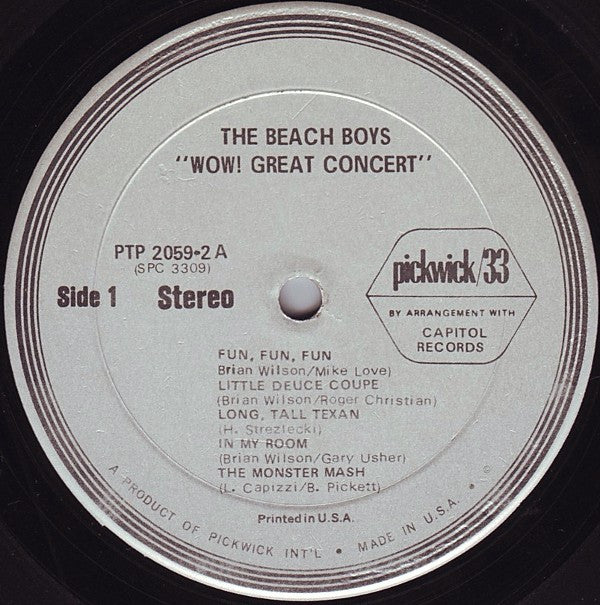 THE BEACH BOYS
"WOW! GREAT CONCERT"
PTP 2059-2 A
(SPC 3309)
Side 1 Stereo
pickwick/33
BY ARRANGEMENT WITH
CAPITOL
RECORDS
FUN, FUN, FUN
Brian Wilson/Mike Love)
LITTLE DEUCE COUPE
(Brian Wilson/Roger Christian)
LONG, TALL TEXAN
(H. Strezlecki)
IN MY ROOM
(Brian Wilson/Gary Usher)
THE MONSTER MASH
(L. Capizzi/B. Pickett)
Printed in U.S.A.
A PRODUCT OF PICKWICK INT'L • MADE IN U.S.A. • ©